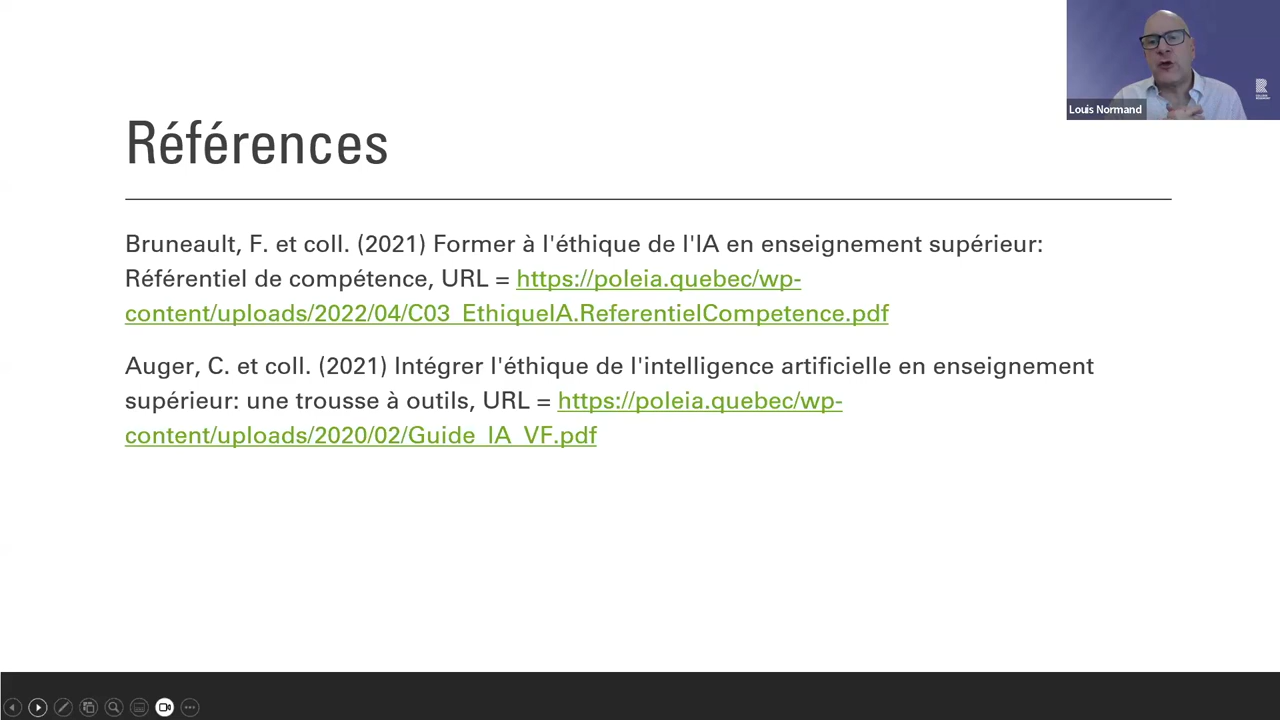 Louis Normand
Références
Bruneault, F. et coll. (2021) Former à l'éthique de l'IA en enseignement supérieur:
Référentiel de compétence, URL = https://poleia.quebec/wp-
content/uploads/2022/04/C03_EthiqueIA.ReferentielCompetence.pdf
Auger, C. et coll. (2021) Intégrer l'éthique de l'intelligence artificielle en enseignement
supérieur: une trousse à outils, URL = https://poleia.quebec/wp-
content/uploads/2020/02/Guide_IA_VF.pdf